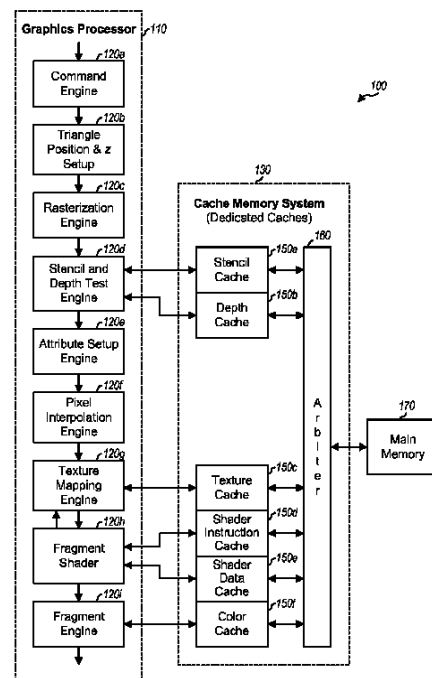 Graphics Processor
110
120a
Command
Engine
120b
Triangle
Position & z
Setup
120c
Rasterization
Engine
120d
Stencil and
Depth Test
Engine
120e
Attribute Setup
Engine
120f
Pixel
Interpolation
Engine
120g
Texture
Mapping
Engine
120h
Fragment
Shader
120i
Fragment
Engine
100
130
Cache Memory System
(Dedicated Caches)
160
150a
Stencil
Cache
150b
Depth
Cache
150c
Texture
Cache
150d
Shader
Instruction
Cache
150e
Shader
Data
Cache
150f
Color
Cache
Arbiter
170
Main
Memory